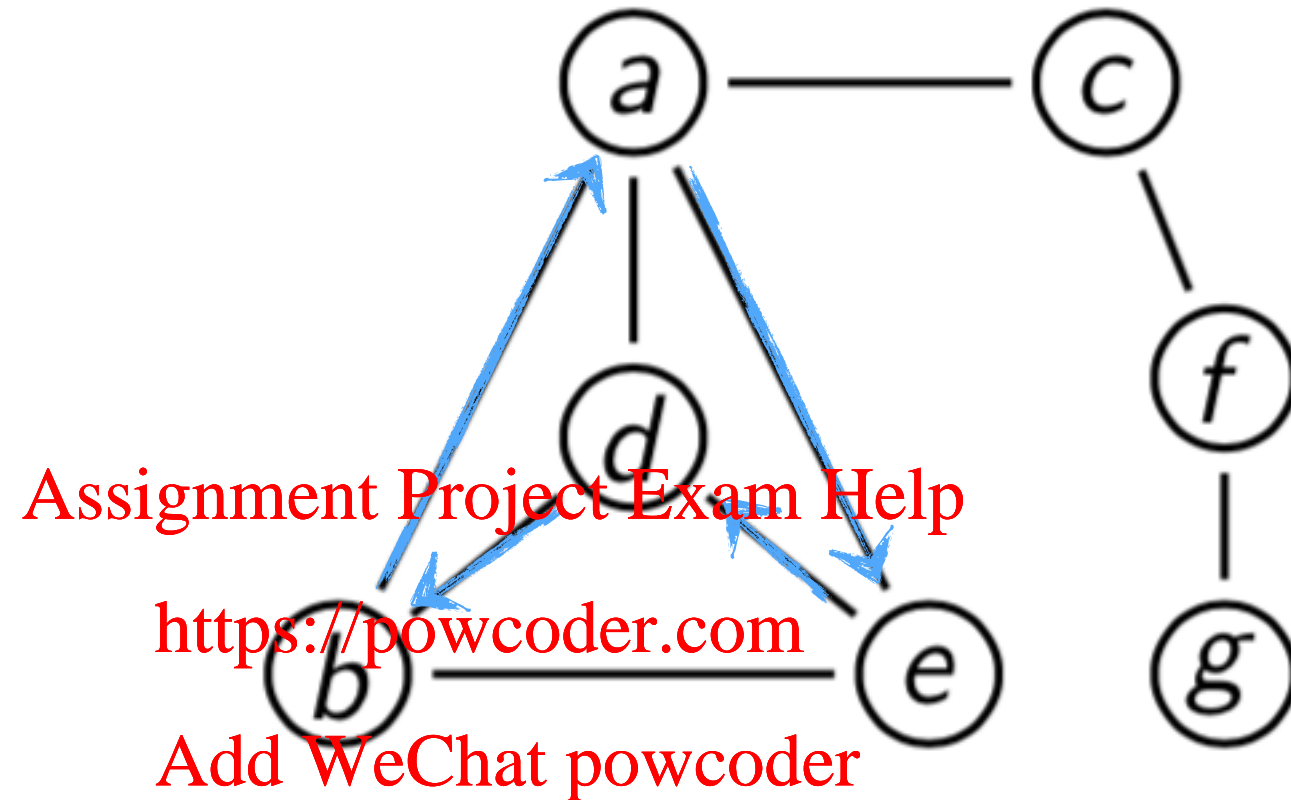 a c
f
d
Assignment Project Exam Help
https://powcoder.com
b e g
Add WeChat powcoder